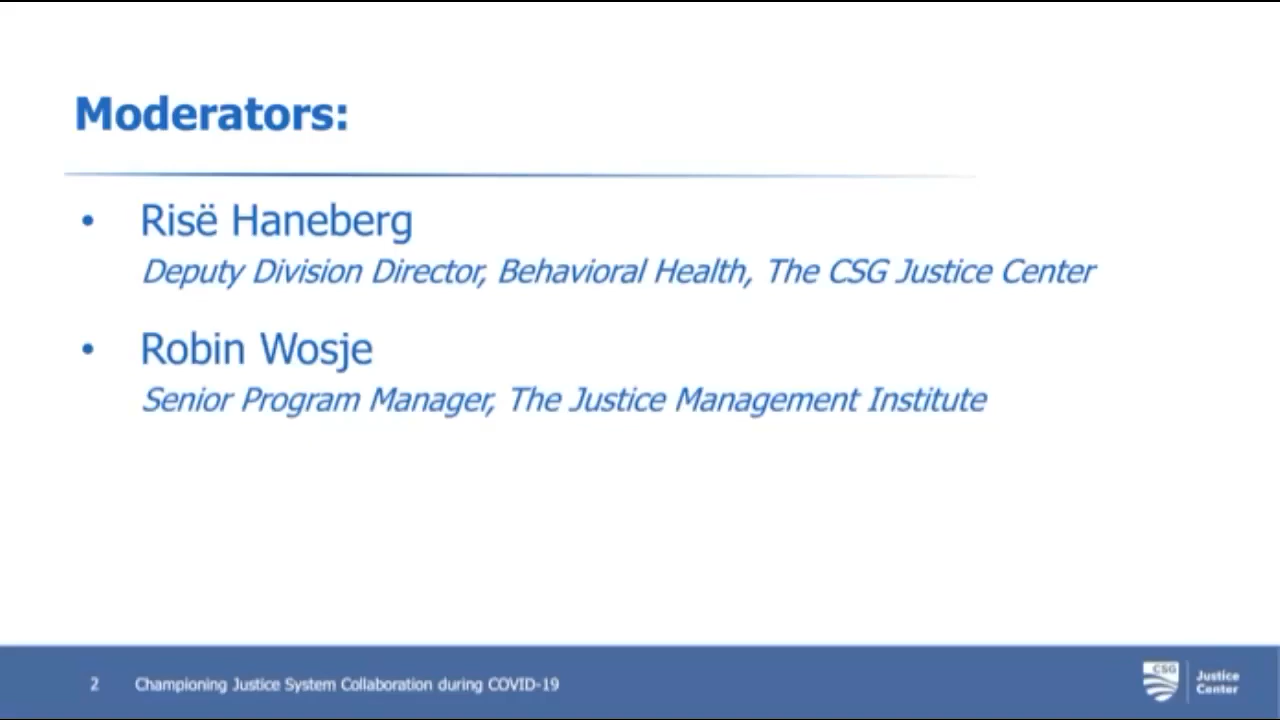 Moderators:
• Risë Haneberg
Deputy Division Director, Behavioral Health, The CSG Justice Center
• Robin Wosje
Senior Program Manager, The Justice Management Institute
2 Championing Justice System Collaboration during COVID-19
CSG
Justice
Center